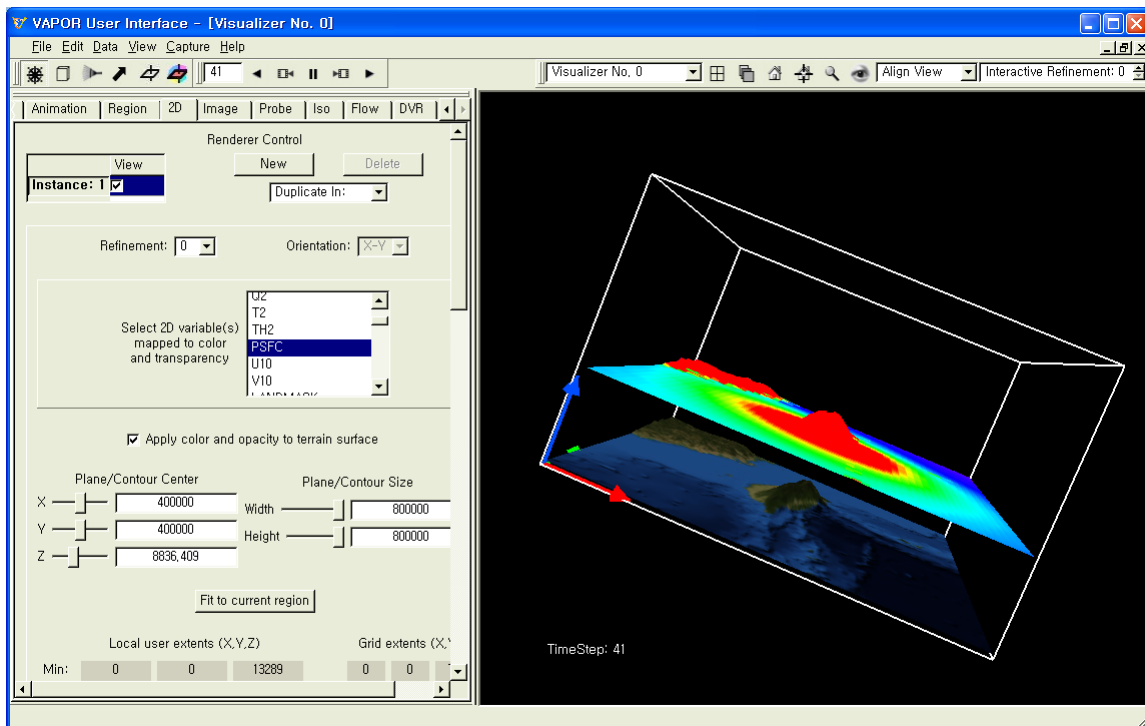 VAPOR User Interface - [Visualizer No. 0]
File Edit Data View Capture Help
41 Visualizer No. 0 Align View Interactive Refinement: 0
Animation Region 2D Image Probe Iso Flow DVR
Renderer Control
View New Delete
Instance: 1
Duplicate In:
Refinement: 0 Orientation: X-Y
Select 2D variable(s)
mapped to color
and transparency
Q2
T2
TH2
PSFC
U10
V10
LANDMASK
Apply color and opacity to terrain surface
Plane/Contour Center Plane/Contour Size
X 400000 Width 800000
Y 400000 Height 800000
Z 8836,409
Fit to current region
Local user extents (X,Y,Z) Grid extents (X,Y
Min: 0 0 13289 0 0
TimeStep: 41